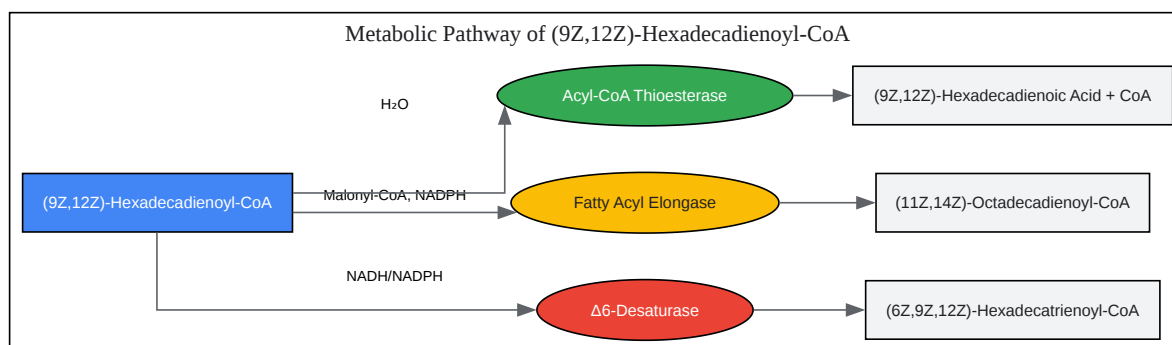 Metabolic Pathway of (9Z,12Z)-Hexadecadienoyl-CoA
H₂O
Acyl-CoA Thioesterase
(9Z,12Z)-Hexadecadienoic Acid + CoA
(9Z,12Z)-Hexadecadienoyl-CoA
Malonyl-CoA, NADPH
Fatty Acyl Elongase
(11Z,14Z)-Octadecadienoyl-CoA
NADH/NADPH
Δ6-Desaturase
(6Z,9Z,12Z)-Hexadecatrienoyl-CoA